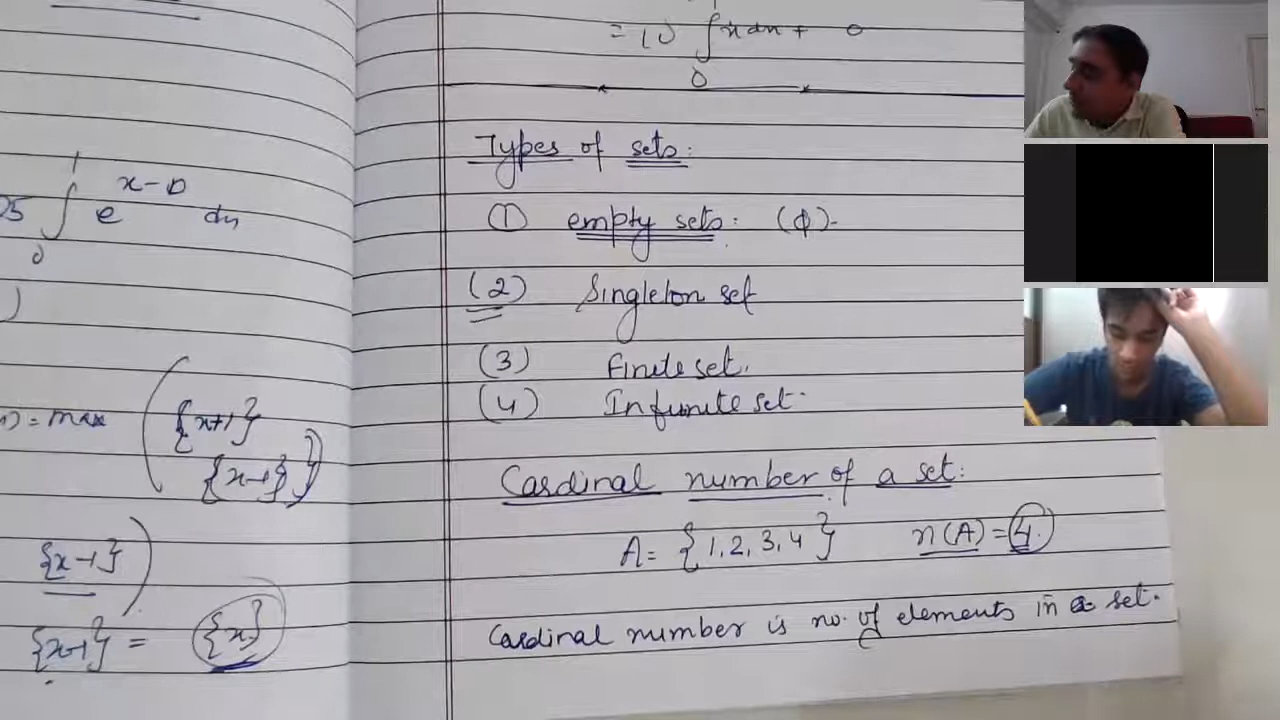 x-0
∫ e dx
0
= max ( {x+1}
{x-1} )
{x-1} )
{x-1} = {x}
= 10 ∫ x dx + 0
0
Types of sets:
① empty sets: (ϕ)-
(2) Singleton set
(3) Finite set.
(4) Infinite set.
Cardinal number of a set:
A = {1, 2, 3, 4} n(A) = 4.
Cardinal number is no. of elements in a set.